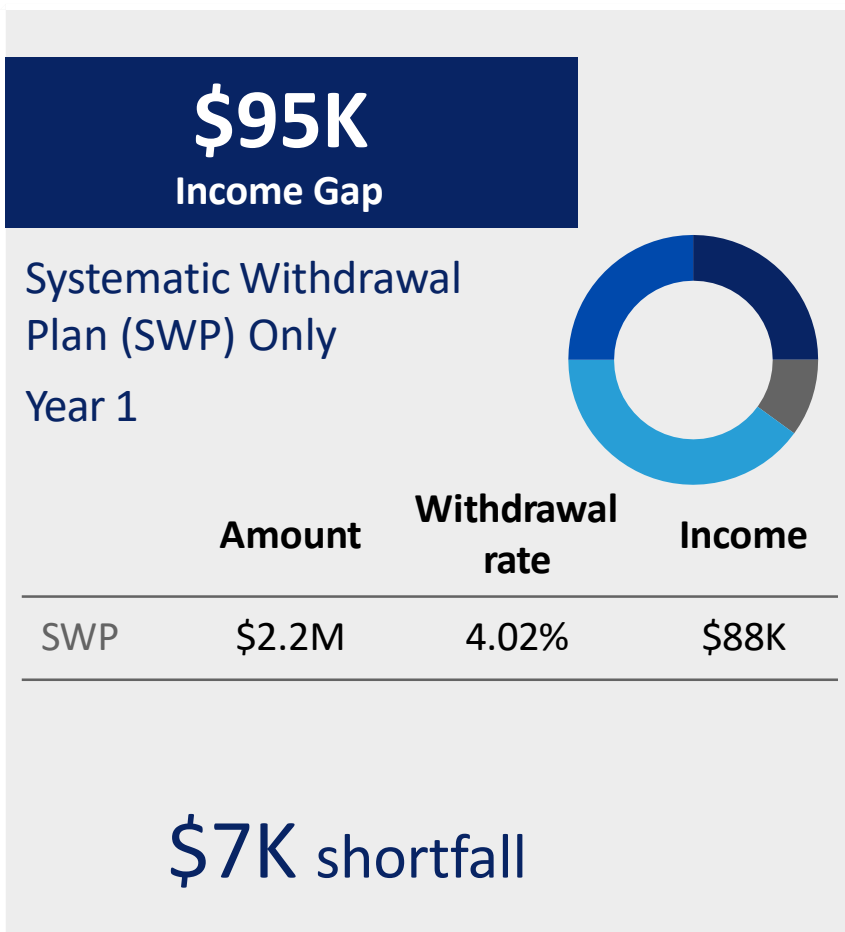 $95K
Income Gap
Systematic Withdrawal
Plan (SWP) Only
Year 1
Amount Withdrawal rate Income
SWP $2.2M 4.02% $88K
$7K shortfall